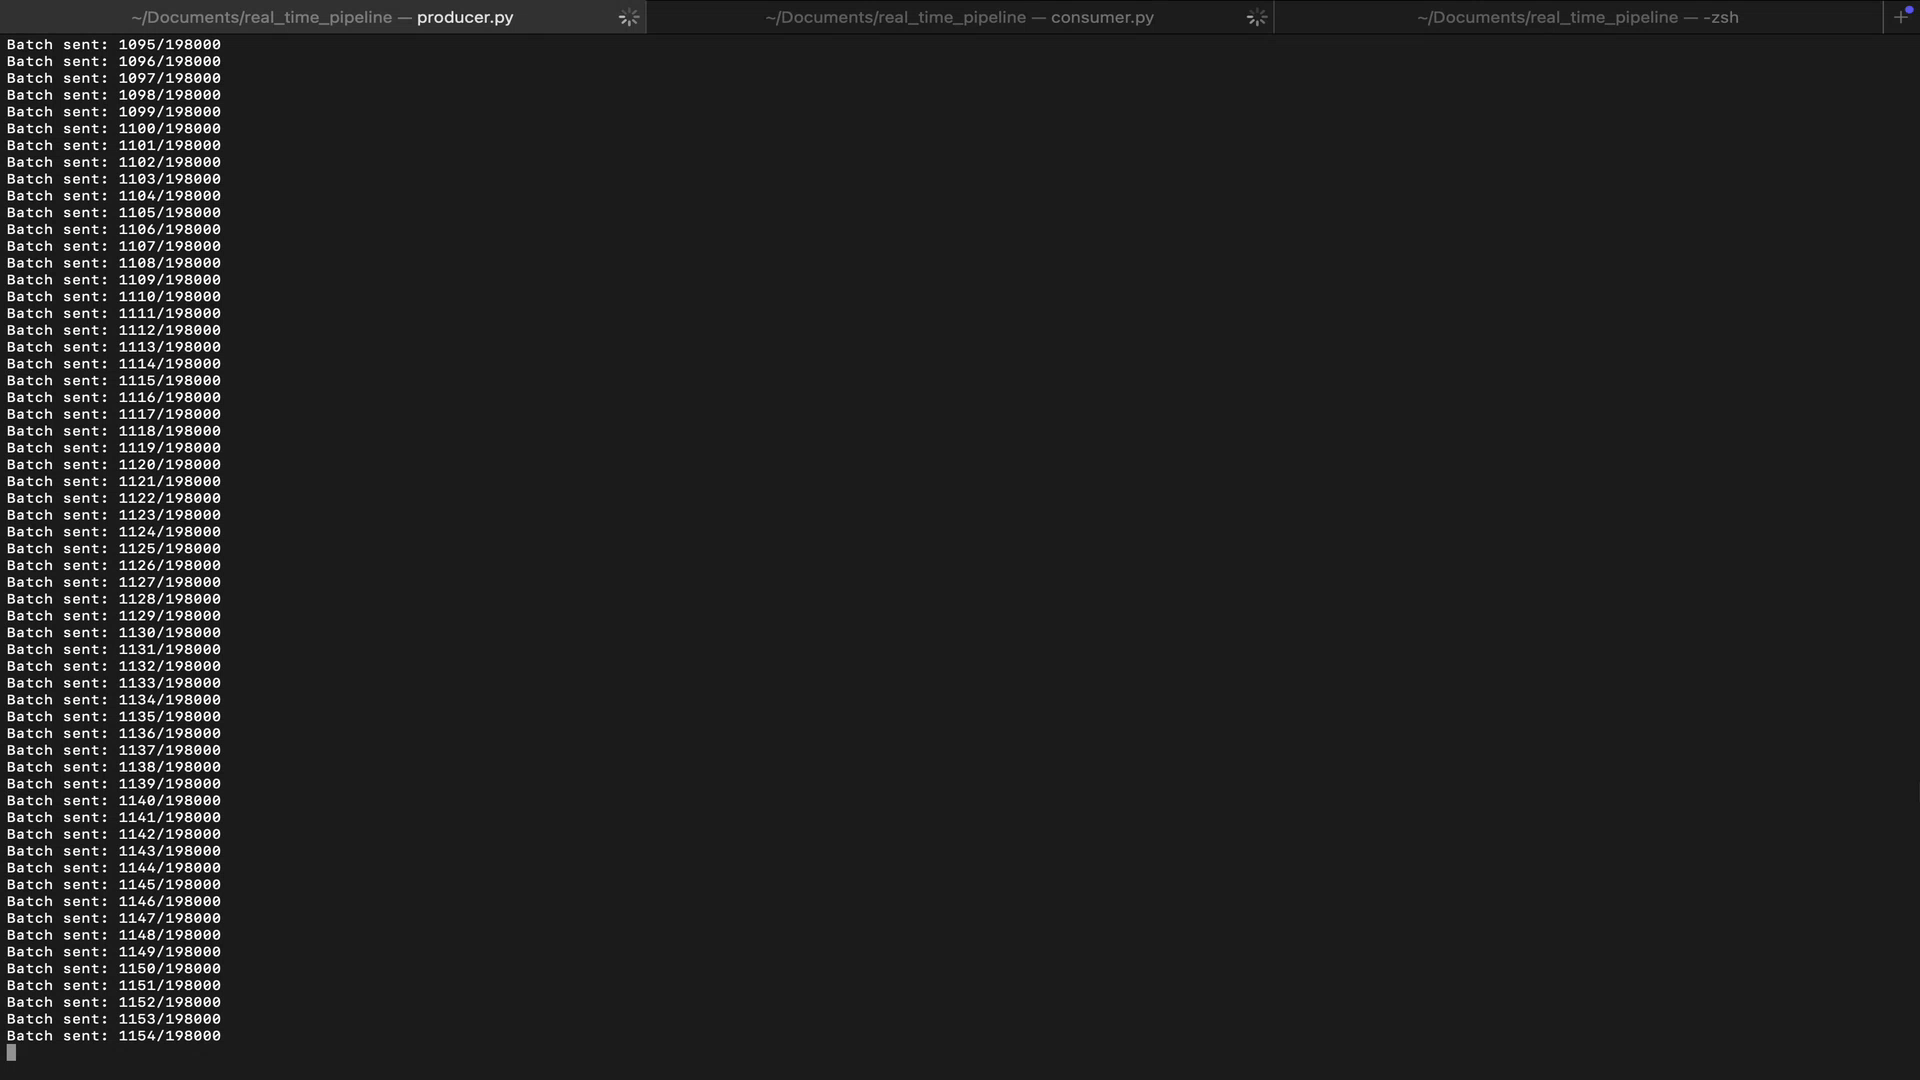 ~/Documents/real_time_pipeline — producer.py
~/Documents/real_time_pipeline — consumer.py
~/Documents/real_time_pipeline — -zsh
+
Batch sent: 1095/198000
Batch sent: 1096/198000
Batch sent: 1097/198000
Batch sent: 1098/198000
Batch sent: 1099/198000
Batch sent: 1100/198000
Batch sent: 1101/198000
Batch sent: 1102/198000
Batch sent: 1103/198000
Batch sent: 1104/198000
Batch sent: 1105/198000
Batch sent: 1106/198000
Batch sent: 1107/198000
Batch sent: 1108/198000
Batch sent: 1109/198000
Batch sent: 1110/198000
Batch sent: 1111/198000
Batch sent: 1112/198000
Batch sent: 1113/198000
Batch sent: 1114/198000
Batch sent: 1115/198000
Batch sent: 1116/198000
Batch sent: 1117/198000
Batch sent: 1118/198000
Batch sent: 1119/198000
Batch sent: 1120/198000
Batch sent: 1121/198000
Batch sent: 1122/198000
Batch sent: 1123/198000
Batch sent: 1124/198000
Batch sent: 1125/198000
Batch sent: 1126/198000
Batch sent: 1127/198000
Batch sent: 1128/198000
Batch sent: 1129/198000
Batch sent: 1130/198000
Batch sent: 1131/198000
Batch sent: 1132/198000
Batch sent: 1133/198000
Batch sent: 1134/198000
Batch sent: 1135/198000
Batch sent: 1136/198000
Batch sent: 1137/198000
Batch sent: 1138/198000
Batch sent: 1139/198000
Batch sent: 1140/198000
Batch sent: 1141/198000
Batch sent: 1142/198000
Batch sent: 1143/198000
Batch sent: 1144/198000
Batch sent: 1145/198000
Batch sent: 1146/198000
Batch sent: 1147/198000
Batch sent: 1148/198000
Batch sent: 1149/198000
Batch sent: 1150/198000
Batch sent: 1151/198000
Batch sent: 1152/198000
Batch sent: 1153/198000
Batch sent: 1154/198000